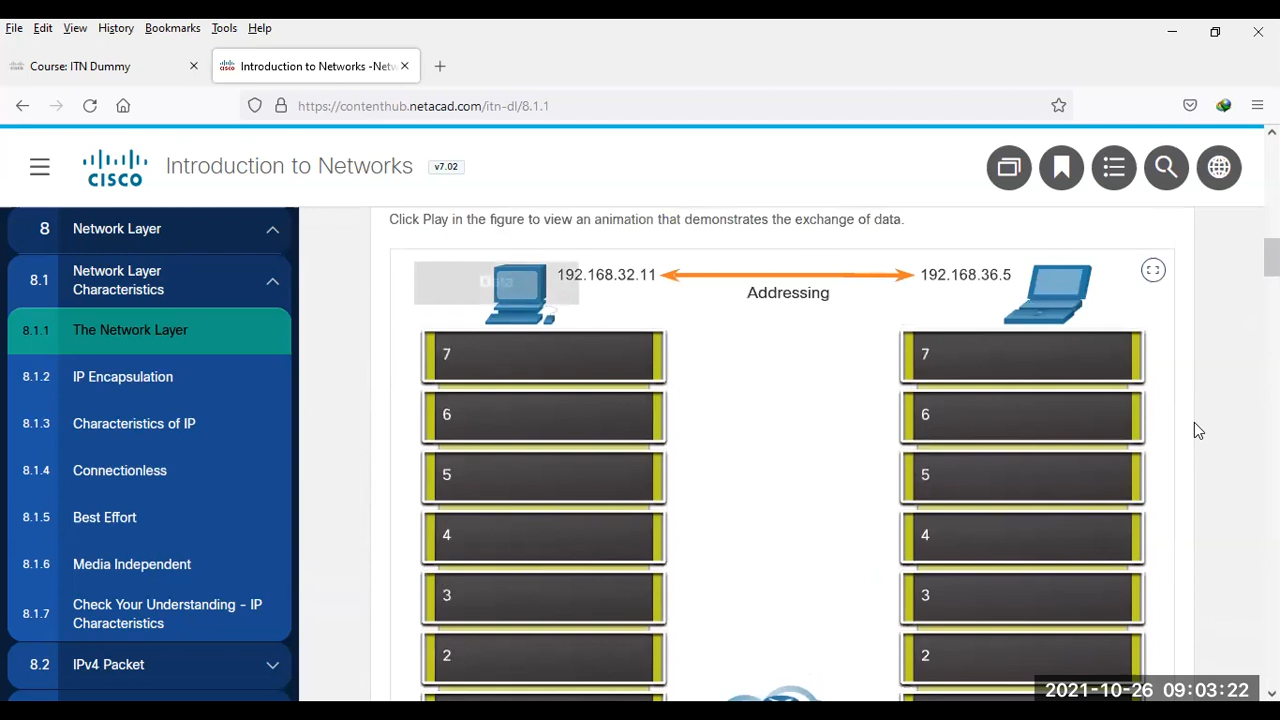 File Edit View History Bookmarks Tools Help
Course: ITN Dummy
Introduction to Networks -Netw
https://contenthub.netacad.com/itn-dl/8.1.1
CISCO
Introduction to Networks
v7.02
8 Network Layer
8.1 Network Layer
Characteristics
8.1.1 The Network Layer
8.1.2 IP Encapsulation
8.1.3 Characteristics of IP
8.1.4 Connectionless
8.1.5 Best Effort
8.1.6 Media Independent
8.1.7 Check Your Understanding - IP
Characteristics
8.2 IPv4 Packet
Click Play in the figure to view an animation that demonstrates the exchange of data.
Data
192.168.32.11
192.168.36.5
Addressing
7
6
5
4
3
2
7
6
5
4
3
2
2021-10-26 09:03:22